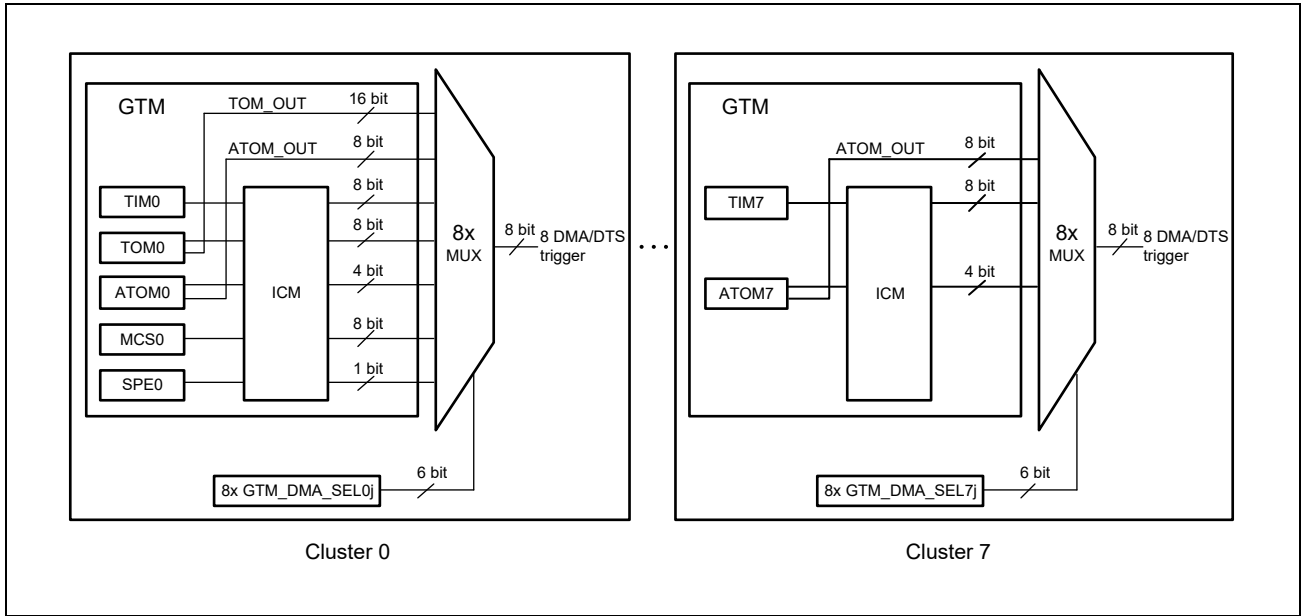 GTM
TOM_OUT
16 bit
ATOM_OUT
8 bit
TIM0
8 bit
TOM0
8 bit
ATOM0
ICM
4 bit
MCS0
8 bit
SPE0
1 bit
8x
MUX
8 bit
8 DMA/DTS
trigger
8x GTM_DMA_SEL0j
6 bit
Cluster 0
...
GTM
ATOM_OUT
8 bit
TIM7
8 bit
ATOM7
ICM
4 bit
8x
MUX
8 bit
8 DMA/DTS
trigger
8x GTM_DMA_SEL7j
6 bit
Cluster 7